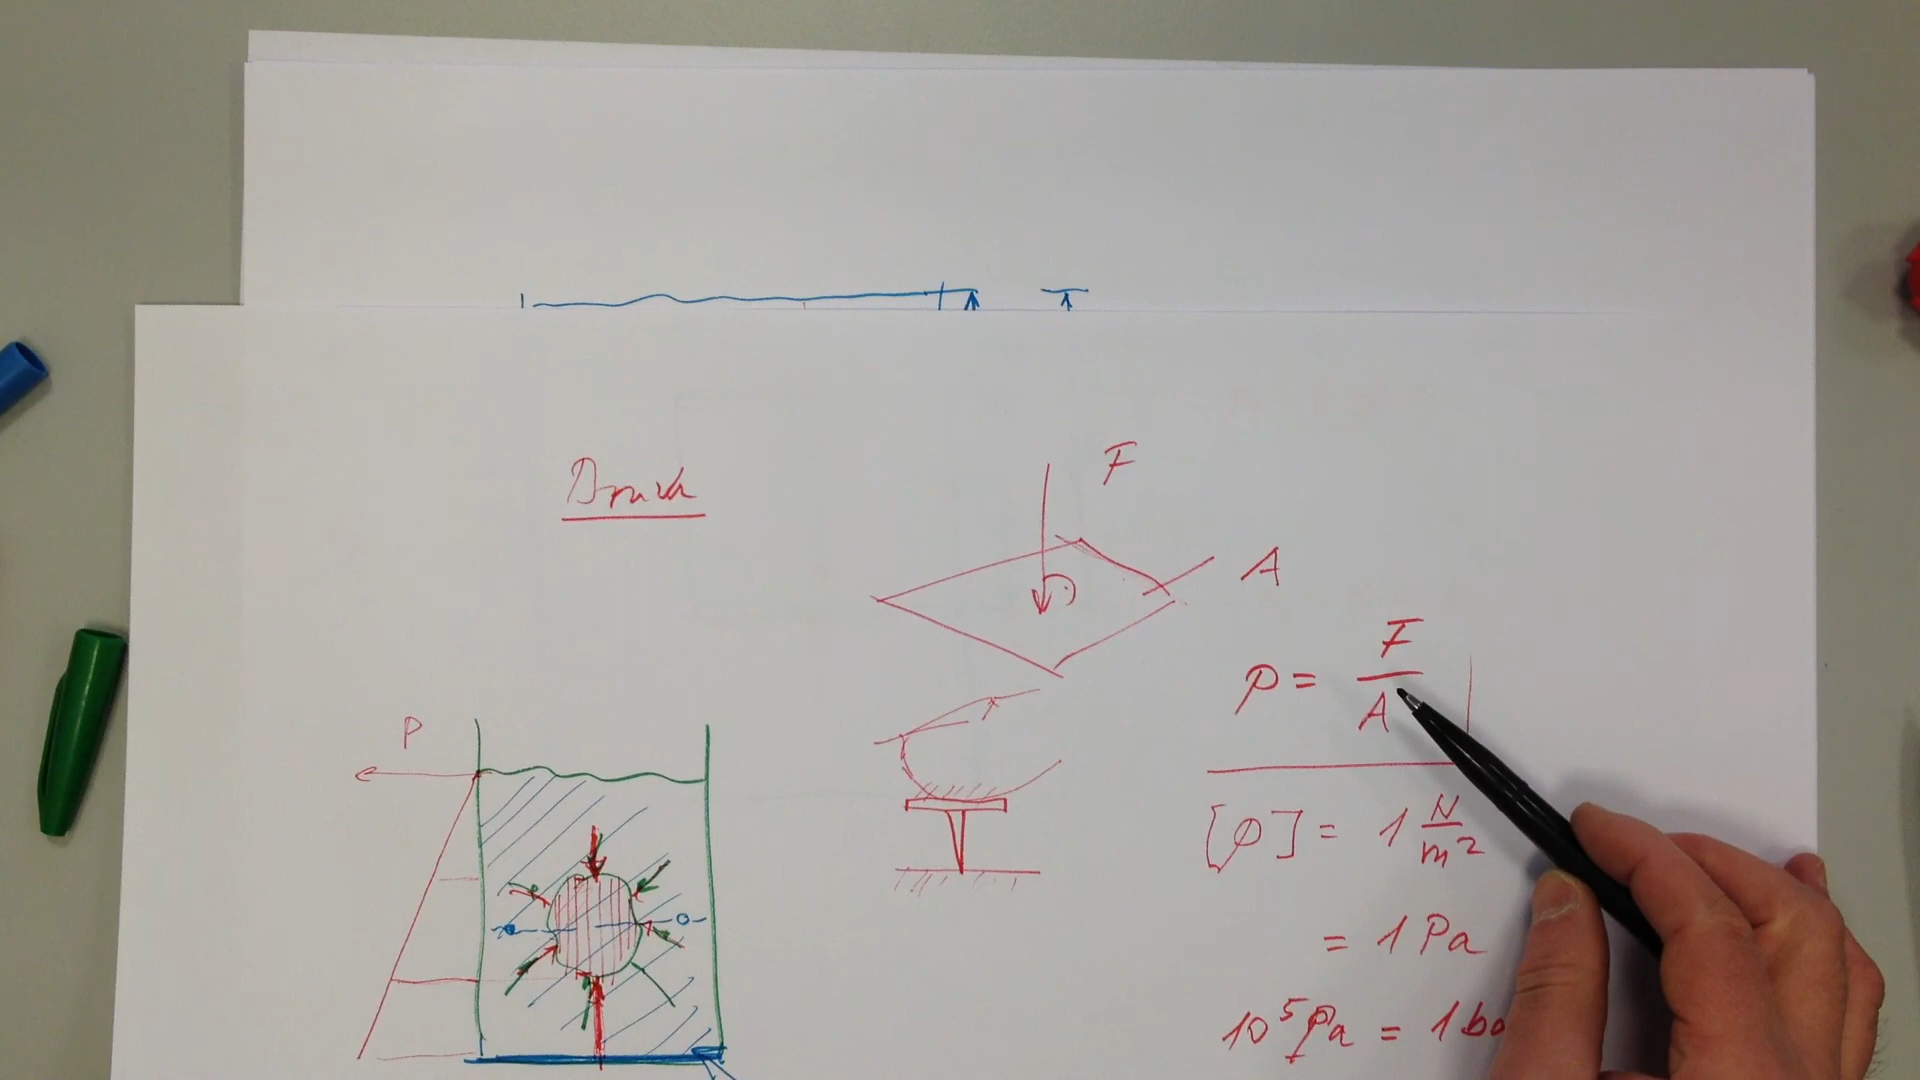 Druck
F
A
p = F/A
P
[p] = 1 N/m²
= 1 Pa
10⁵ Pa = 1 ba